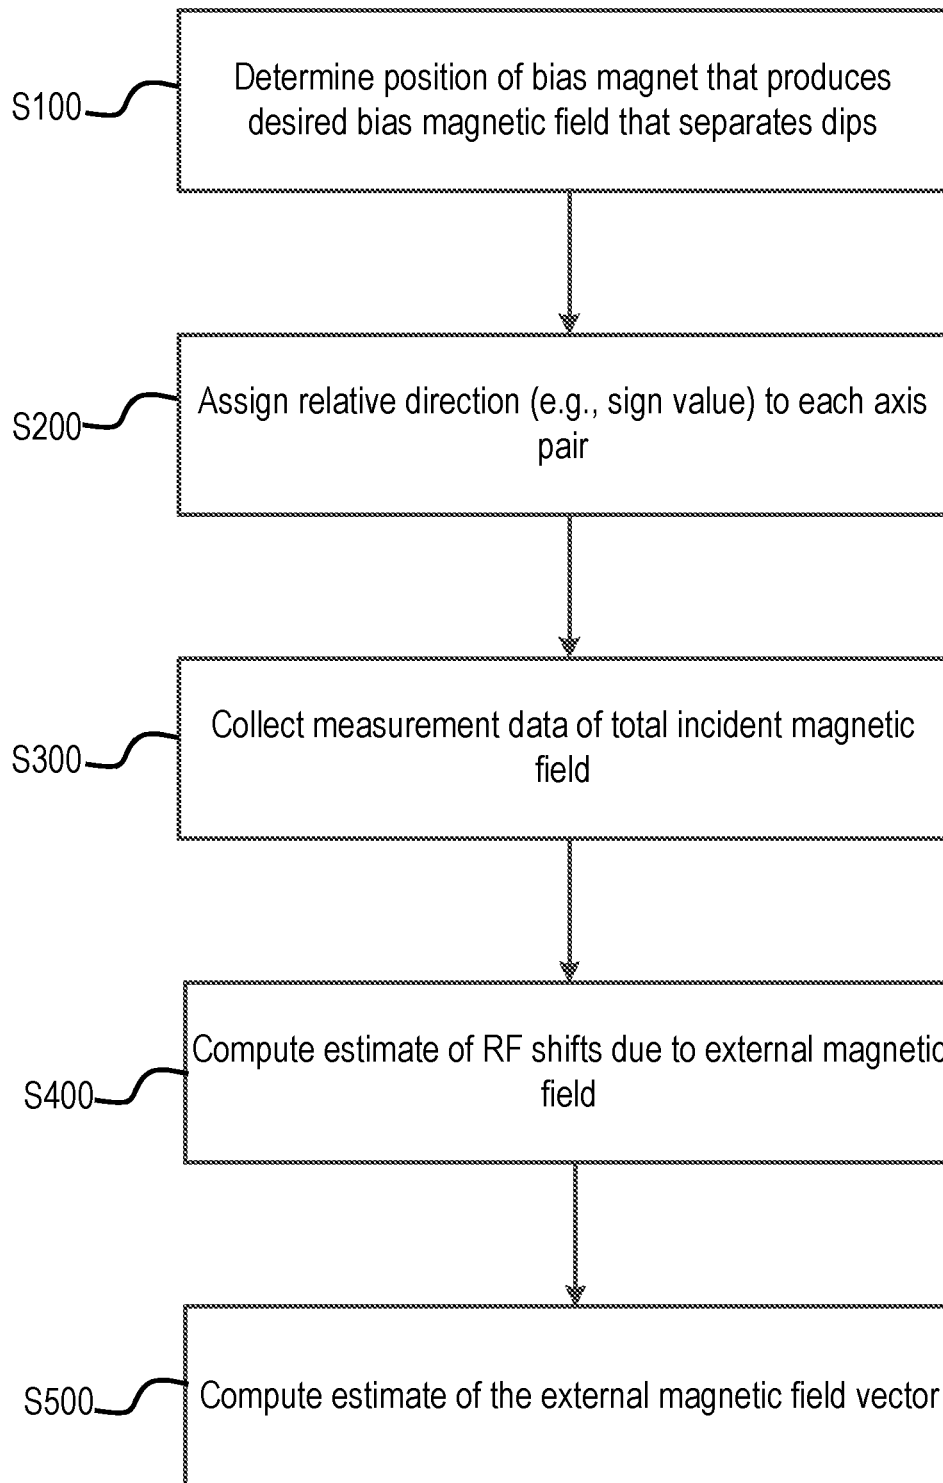 S100
Determine position of bias magnet that produces
desired bias magnetic field that separates dips
S200
Assign relative direction (e.g., sign value) to each axis
pair
S300
Collect measurement data of total incident magnetic
field
S400
Compute estimate of RF shifts due to external magnetic
field
S500
Compute estimate of the external magnetic field vector